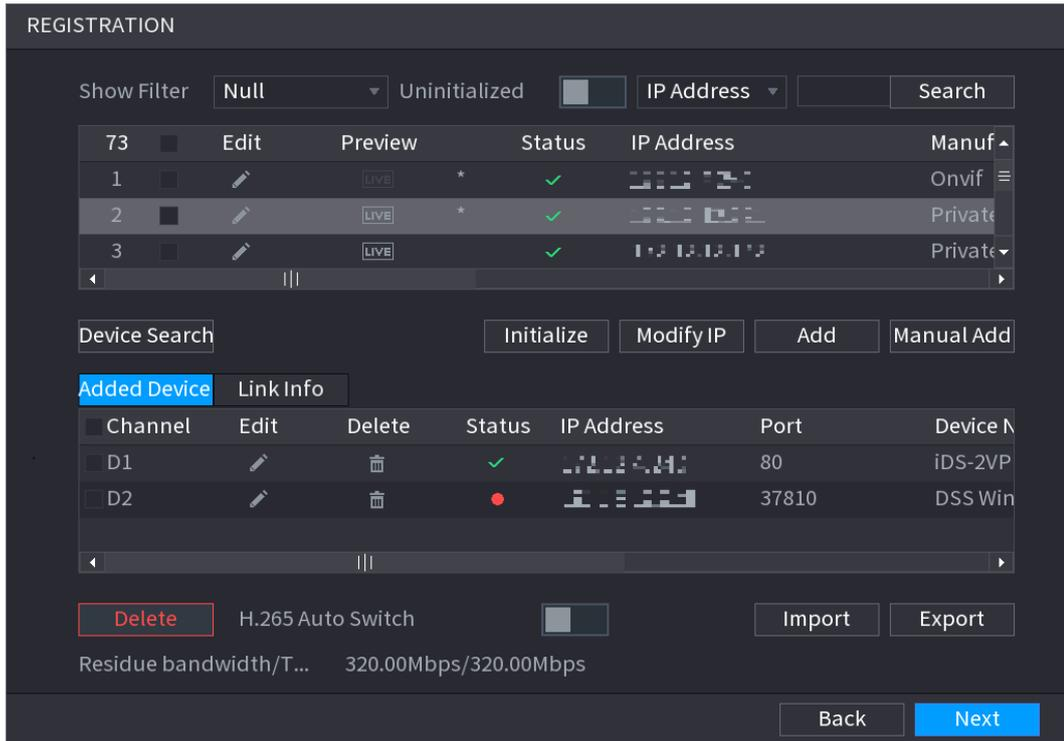 REGISTRATION
Show Filter Null Uninitialized IP Address Search
73 Edit Preview Status IP Address Manuf
1 LIVE * Onvif
2 LIVE * Private
3 LIVE Private
Device Search Initialize Modify IP Add Manual Add
Added Device Link Info
Channel Edit Delete Status IP Address Port Device N
D1 80 iDS-2VP
D2 37810 DSS Win
Delete H.265 Auto Switch Import Export
Residue bandwidth/T... 320.00Mbps/320.00Mbps
Back Next